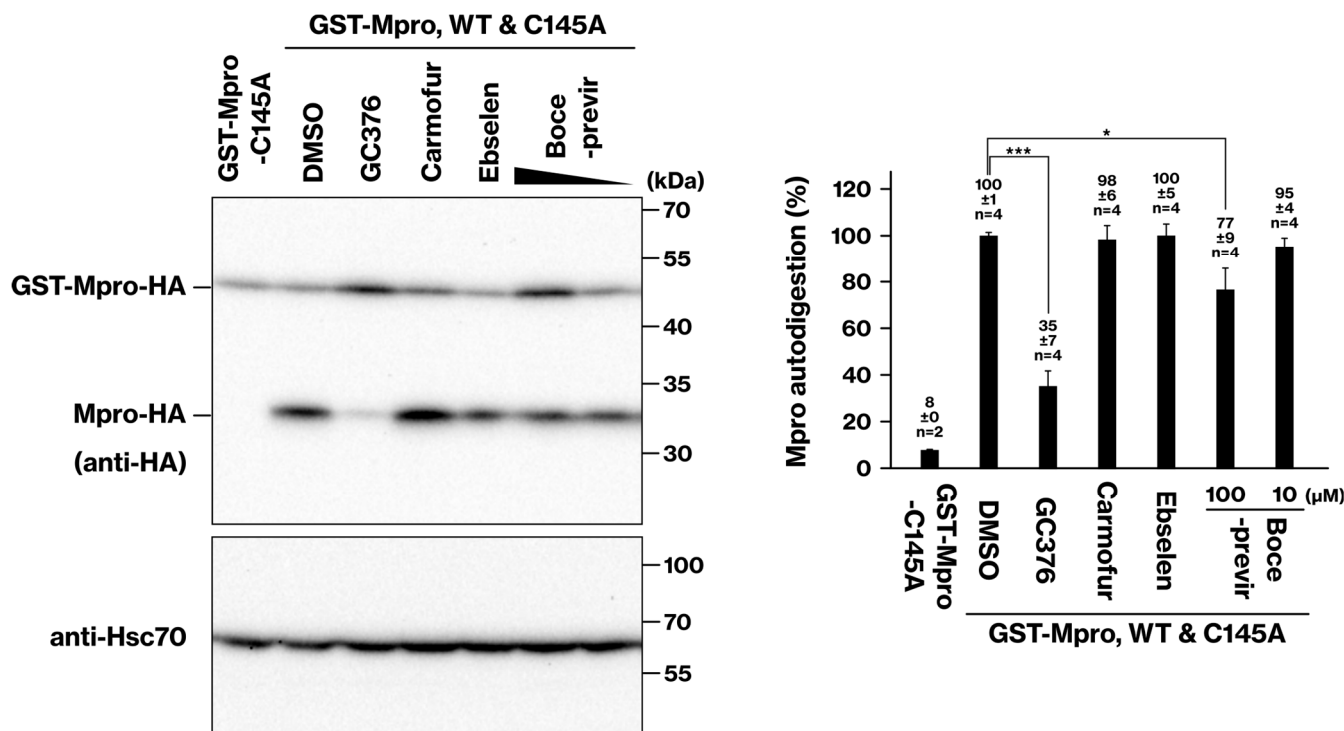 GST-Mpro, WT & C145A
GST-Mpro
-C145A
DMSO
GC376
Carmofur
Ebselen
Boce
-previr
(kDa)
70
55
40
35
30
GST-Mpro-HA
Mpro-HA
(anti-HA)
100
70
55
anti-Hsc70
Mpro autodigestion (%)
120
100
80
60
40
20
0
*
***
8
±0
n=2
100
±1
n=4
35
±7
n=4
98
±6
n=4
100
±5
n=4
77
±9
n=4
95
±4
n=4
GST-Mpro
-C145A
DMSO
GC376
Carmofur
Ebselen
100
10
(μM)
Boce
-previr
GST-Mpro, WT & C145A